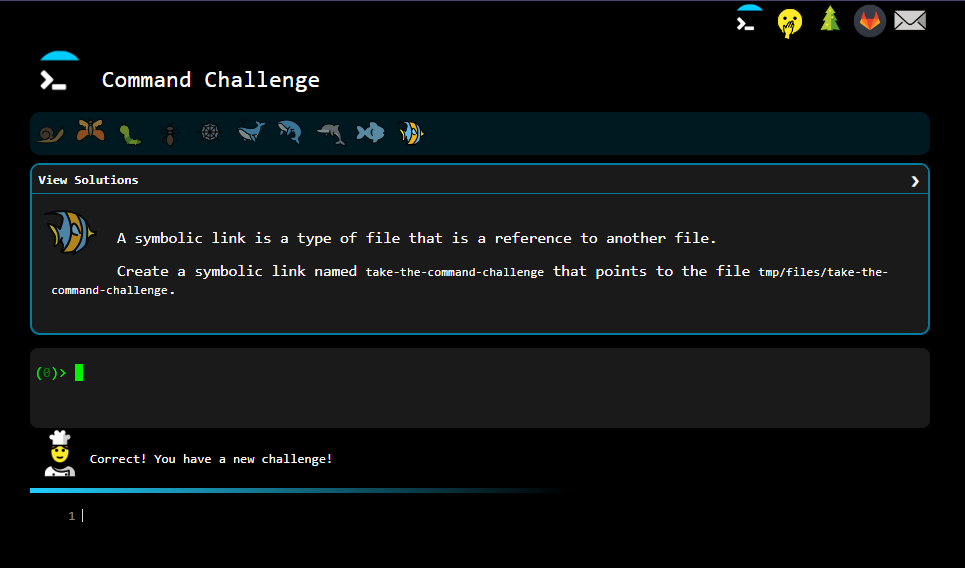 Command Challenge
View Solutions
A symbolic link is a type of file that is a reference to another file.
Create a symbolic link named take-the-command-challenge that points to the file tmp/files/take-the-
command-challenge.
(0)>
Correct! You have a new challenge!
1